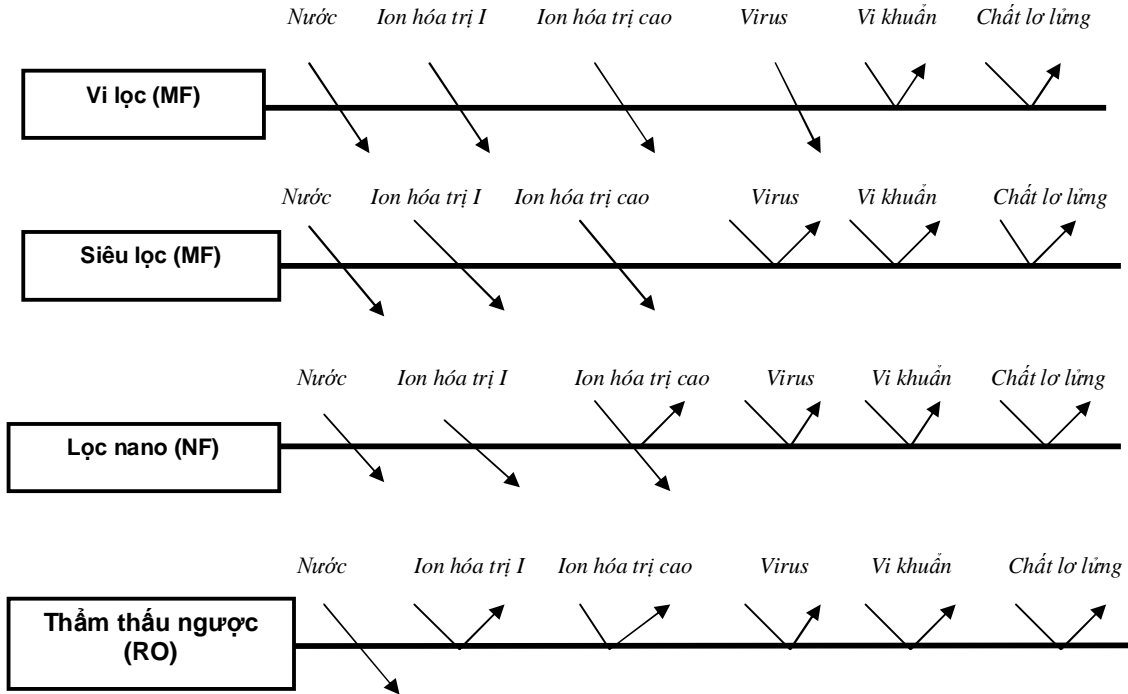 Nước Ion hóa trị I Ion hóa trị cao Virus Vi khuẩn Chất lơ lửng
Vi lọc (MF)
Nước Ion hóa trị I Ion hóa trị cao Virus Vi khuẩn Chất lơ lửng
Siêu lọc (MF)
Nước Ion hóa trị I Ion hóa trị cao Virus Vi khuẩn Chất lơ lửng
Lọc nano (NF)
Nước Ion hóa trị I Ion hóa trị cao Virus Vi khuẩn Chất lơ lửng
Thẩm thấu ngược
(RO)